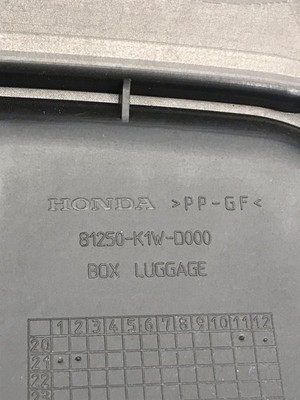 HONDA >PP-GF<
81250-K1W-D000
BOX LUGGAGE
1 2 3 4 5 6 7 8 9 10 11 12
20
21
22
23